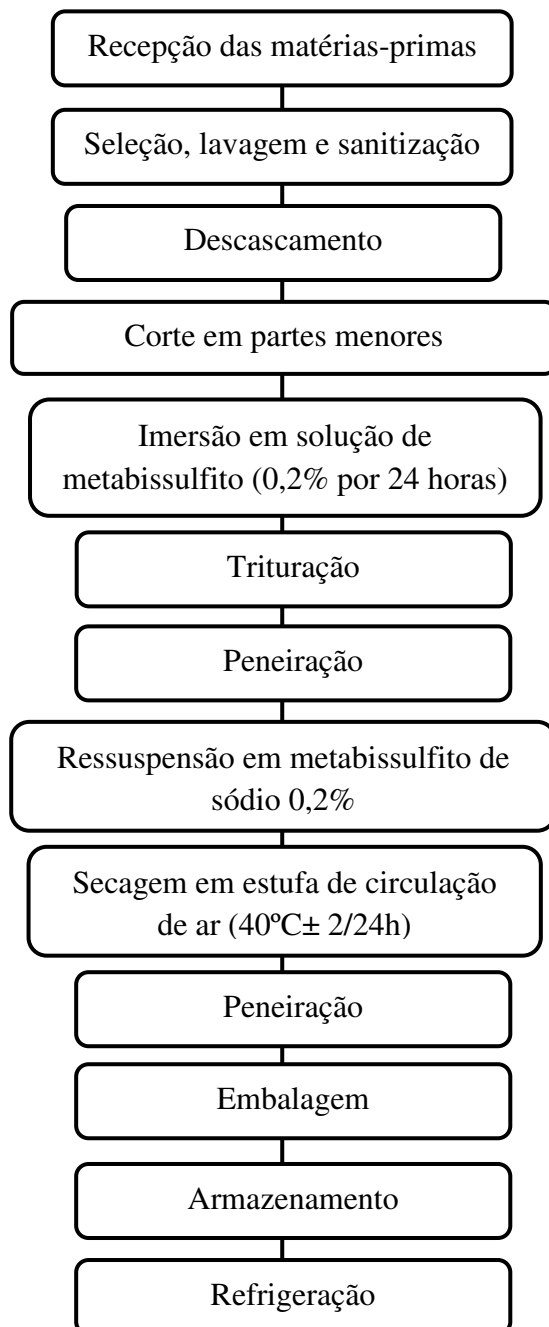 Recepção das matérias-primas
Seleção, lavagem e sanitização
Descascamento
Corte em partes menores
Imersão em solução de
metabissulfito (0,2% por 24 horas)
Trituração
Peneiração
Ressuspensão em metabissulfito de
sódio 0,2%
Secagem em estufa de circulação
de ar (40ºC± 2/24h)
Peneiração
Embalagem
Armazenamento
Refrigeração